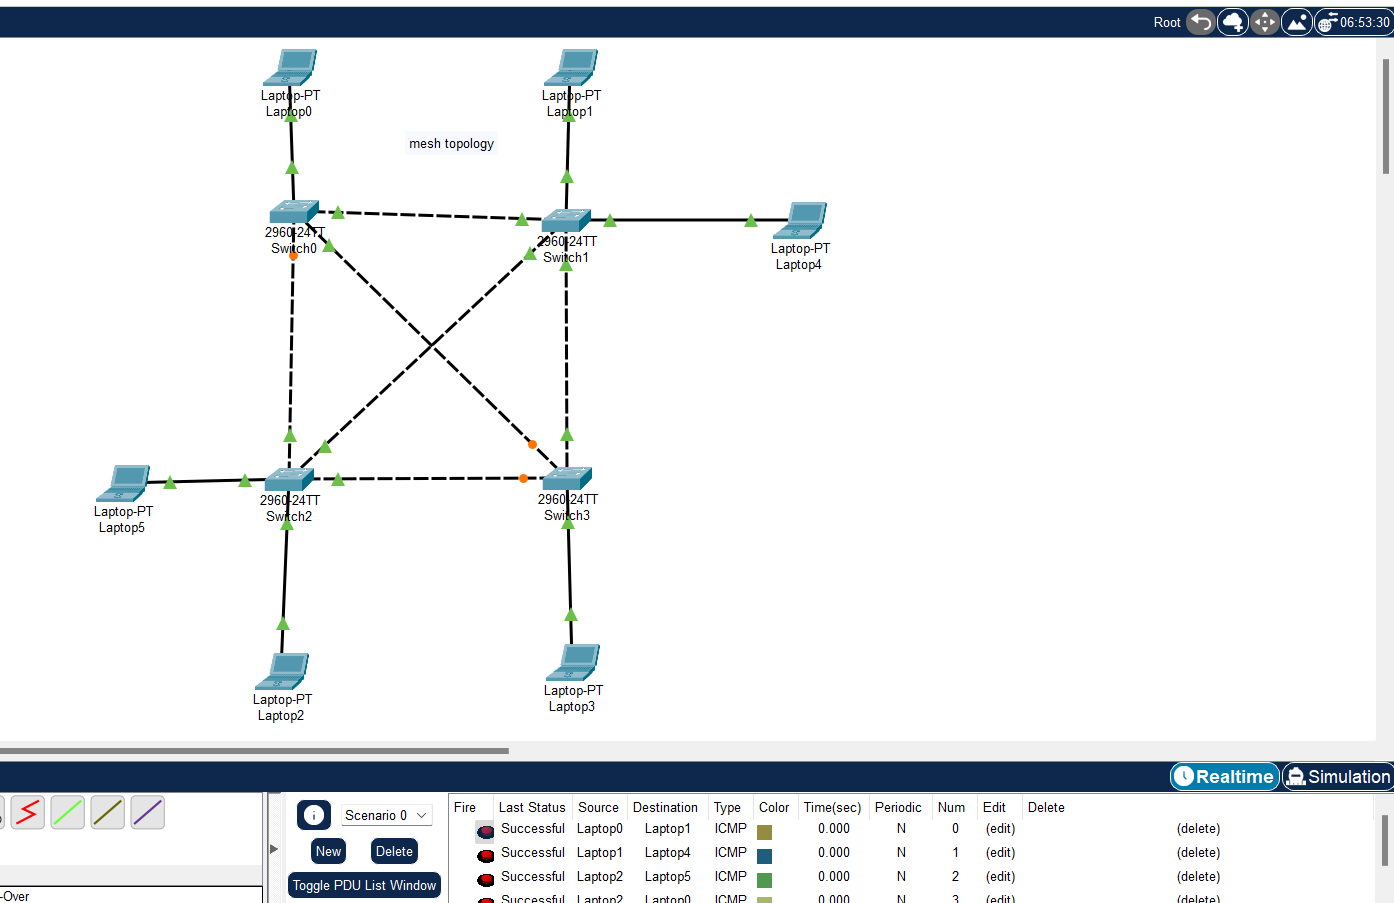 Root
06:53:30
Laptop-PT
Laptop0
Laptop-PT
Laptop1
mesh topology
2960-24TT
Switch0
2960-24TT
Switch1
Laptop-PT
Laptop4
Laptop-PT
Laptop5
2960-24TT
Switch2
2960-24TT
Switch3
Laptop-PT
Laptop2
Laptop-PT
Laptop3
Realtime
Simulation
Scenario 0
New
Delete
Toggle PDU List Window
-Over
Fire Last Status Source Destination Type Color Time(sec) Periodic Num Edit Delete
Successful Laptop0 Laptop1 ICMP 0.000 N 0 (edit) (delete)
Successful Laptop1 Laptop4 ICMP 0.000 N 1 (edit) (delete)
Successful Laptop2 Laptop5 ICMP 0.000 N 2 (edit) (delete)
Successful Laptop2 Laptop0 ICMP 0.000 N 3 (edit) (delete)